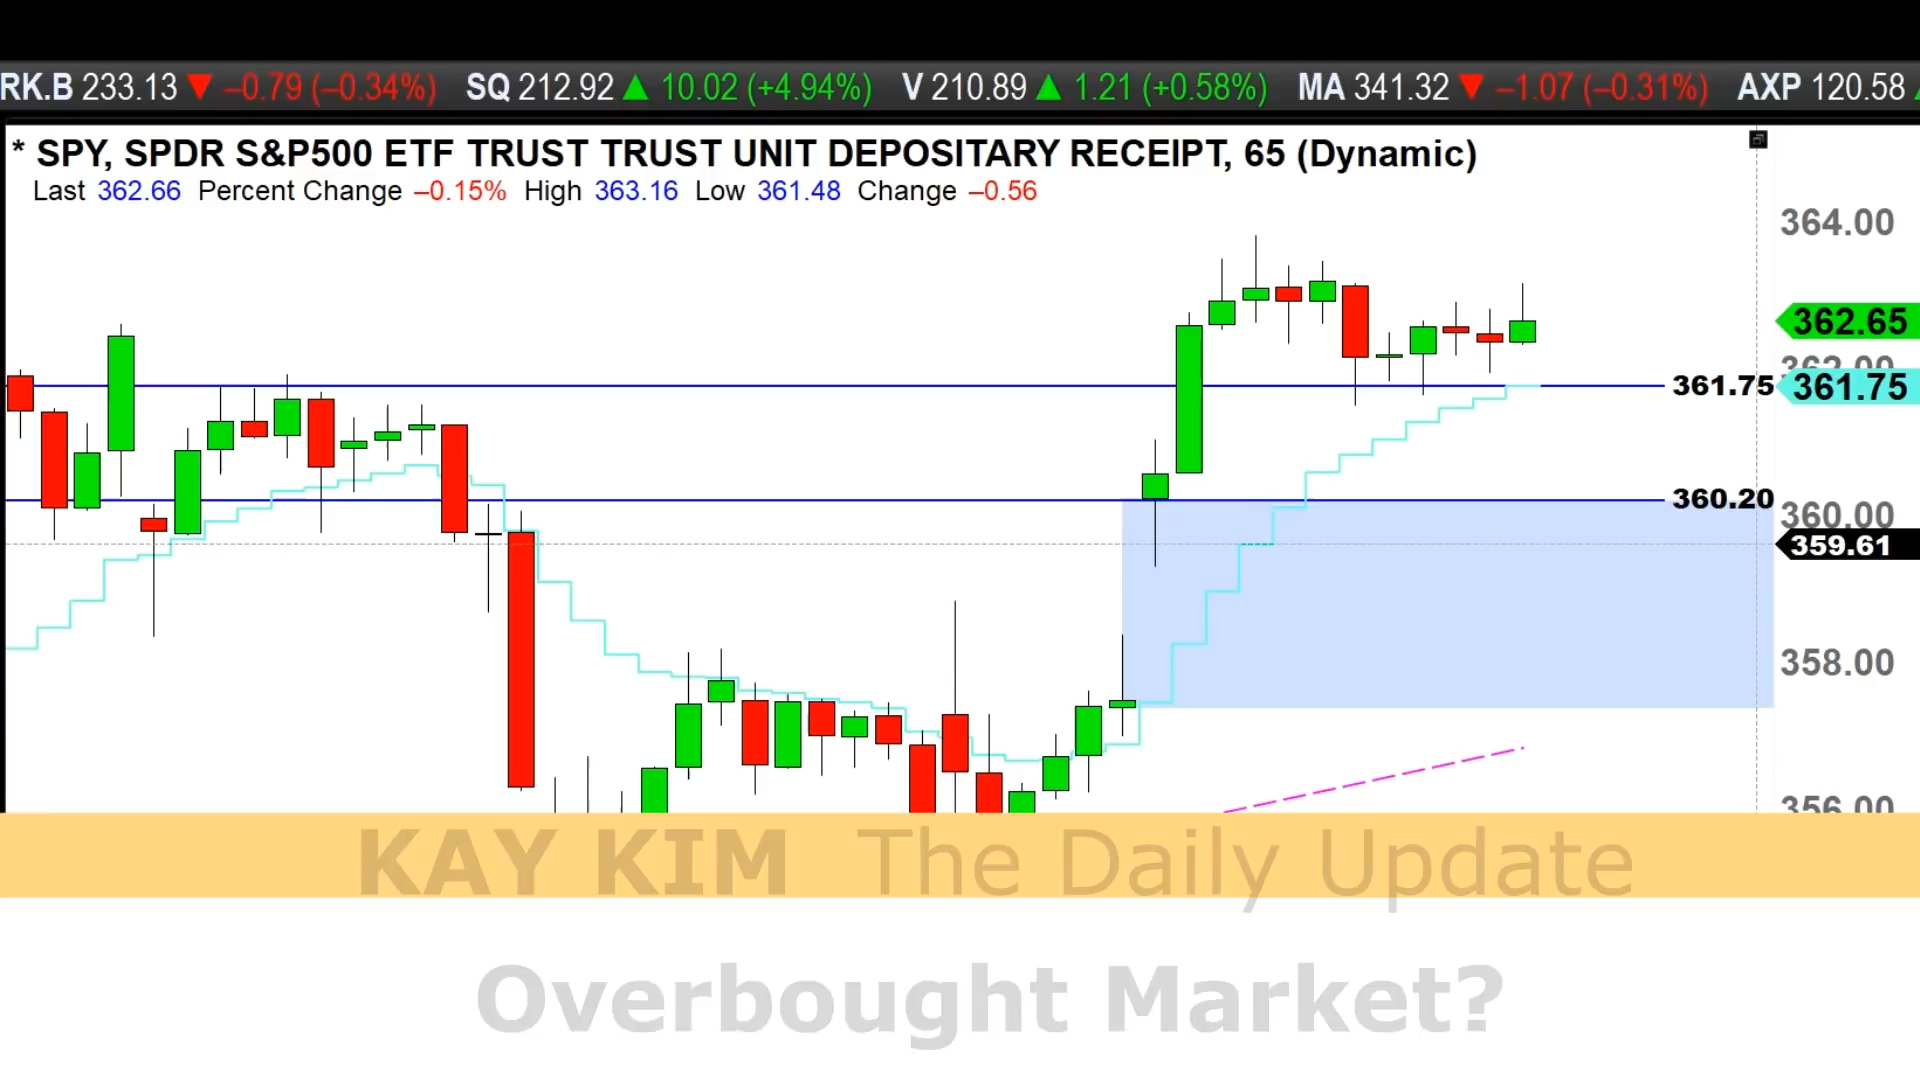 RK.B 233.13 ▼ –0.79 (–0.34%) SQ 212.92 ▲ 10.02 (+4.94%) V 210.89 ▲ 1.21 (+0.58%) MA 341.32 ▼ –1.07 (–0.31%) AXP 120.58
* SPY, SPDR S&P500 ETF TRUST TRUST UNIT DEPOSITARY RECEIPT, 65 (Dynamic)
Last 362.66 Percent Change –0.15% High 363.16 Low 361.48 Change –0.56
364.00
362.65
362.00
361.75 361.75
360.20
360.00
359.61
358.00
356.00
KAY KIM The Daily Update
Overbought Market?